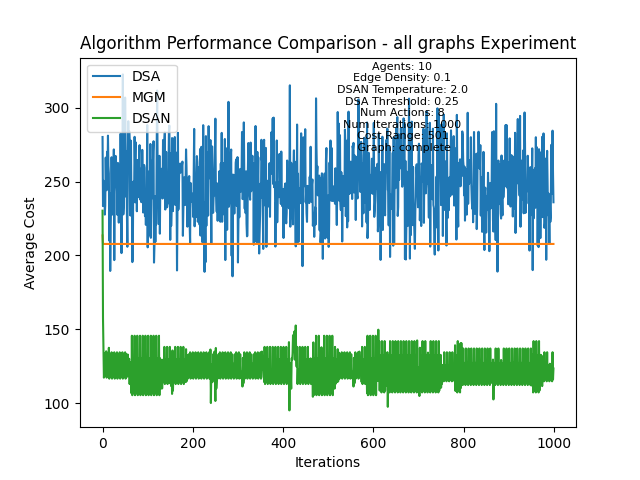 Algorithm Performance Comparison - all graphs Experiment
DSA
MGM
DSAN
Agents: 10
Edge Density: 0.1
DSAN Temperature: 2.0
DSA Threshold: 0.25
Num Actions: 8
Num Iterations: 1000
Cost Range: 501
Graph: complete
Average Cost
300
250
200
150
100
0
200
400
600
800
1000
Iterations